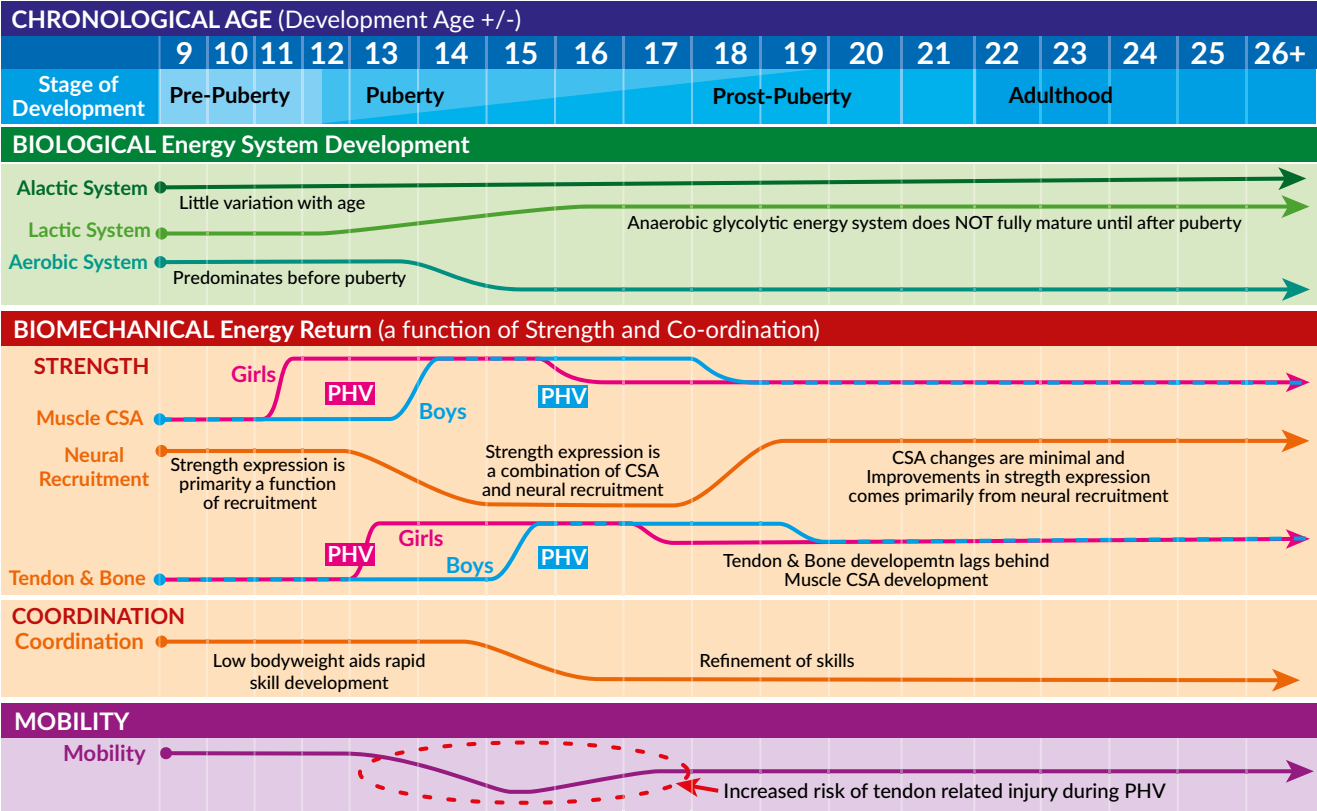 CHRONOLOGICAL AGE (Development Age +/-)
9 10 11 12 13 14 15 16 17 18 19 20 21 22 23 24 25 26+
Stage of
Development
Pre-Puberty
Puberty
Prost-Puberty
Adulthood
BIOLOGICAL Energy System Development
Alactic System
Little variation with age
Lactic System
Anaerobic glycolytic energy system does NOT fully mature until after puberty
Aerobic System
Predominates before puberty
BIOMECHANICAL Energy Return (a function of Strength and Co-ordination)
STRENGTH
Girls
PHV
PHV
Boys
Muscle CSA
Neural
Recruitment
Strength expression is
primarity a function
of recruitment
Strength expression is
a combination of CSA
and neural recruitment
CSA changes are minimal and
Improvements in stregth expression
comes primarily from neural recruitment
Girls
PHV
Boys
PHV
Tendon & Bone
Tendon & Bone developemtn lags behind
Muscle CSA development
COORDINATION
Coordination
Low bodyweight aids rapid
skill development
Refinement of skills
MOBILITY
Mobility
Increased risk of tendon related injury during PHV